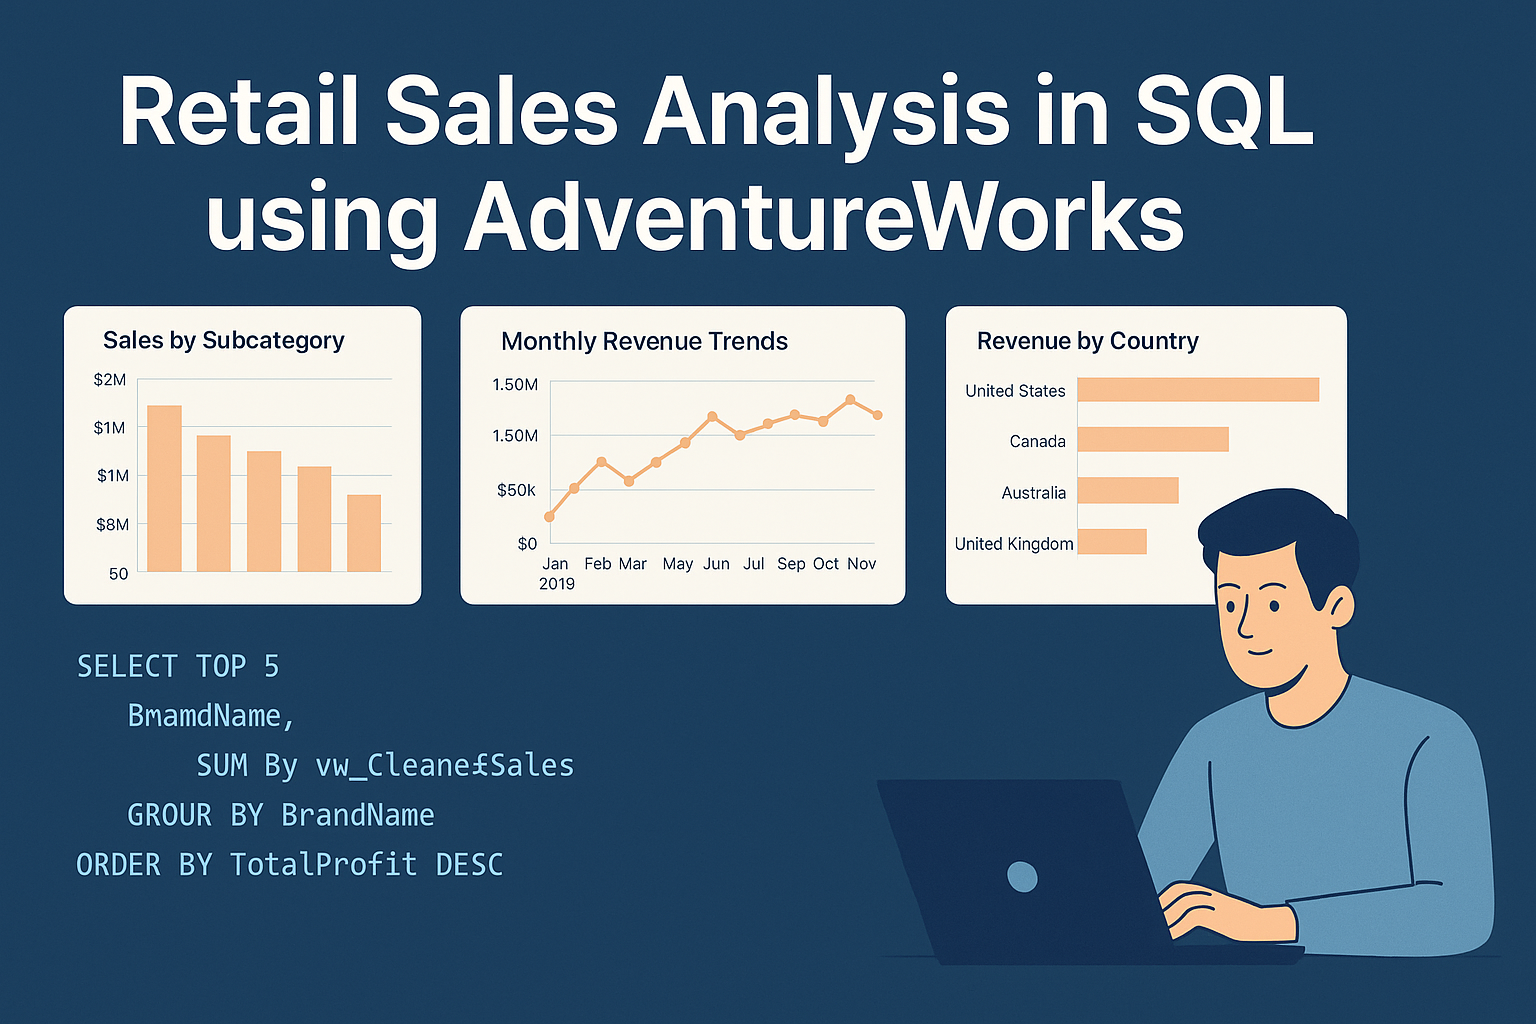 Retail Sales Analysis in SQL
using AdventureWorks
Sales by Subcategory
$2M
$1M
$1M
$8M
50
Monthly Revenue Trends
1.50M
1.50M
$50k
$0
Jan Feb Mar May Jun Jul Sep Oct Nov
2019
Revenue by Country
United States
Canada
Australia
United Kingdom
SELECT TOP 5
BmamdName,
SUM By vw_Cleane£Sales
GROUR BY BrandName
ORDER BY TotalProfit DESC